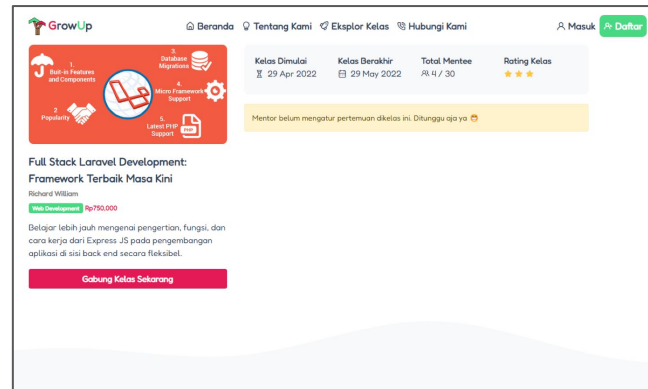 GrowUp
Beranda
Tentang Kami
Eksplor Kelas
Hubungi Kami
Masuk
Daftar
1.
Built-in Features
and Components
2
Popularity
3.
Database
Migrations
4.
Micro Framework
Support
5.
Latest PHP
Support
PHP
Full Stack Laravel Development:
Framework Terbaik Masa Kini
Richard William
Web Development Rp750,000
Belajar lebih jauh mengenai pengertian, fungsi, dan
cara kerja dari Express JS pada pengembangan
aplikasi di sisi back end secara fleksibel.
Gabung Kelas Sekarang
Kelas Dimulai
29 Apr 2022
Kelas Berakhir
29 May 2022
Total Mentee
4 / 30
Rating Kelas
Mentor belum mengatur pertemuan dikelas ini. Ditunggu aja ya